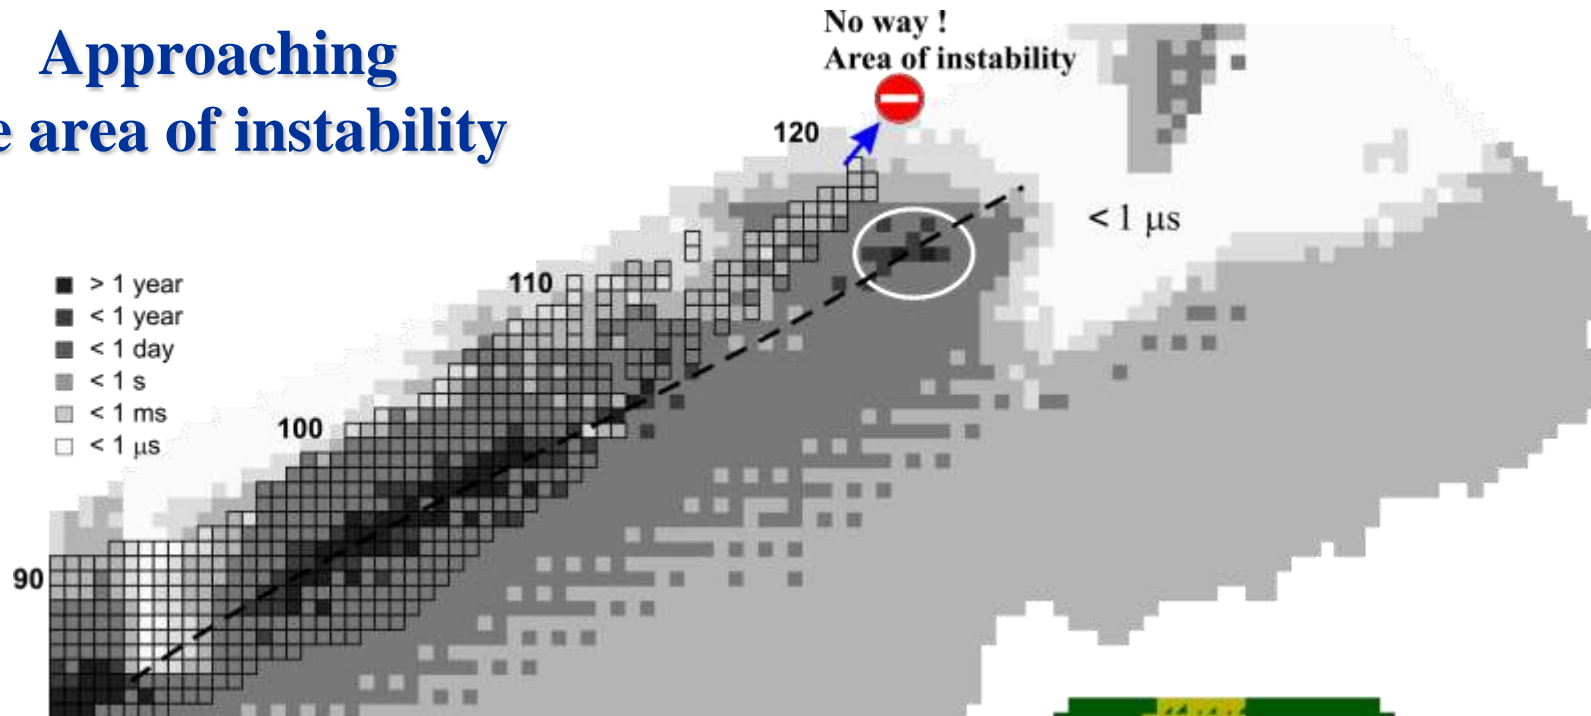 Approaching
e area of instability
No way !
Area of instability
120
110
100
90
> 1 year
< 1 year
< 1 day
< 1 s
< 1 ms
< 1 μs
< 1 μs